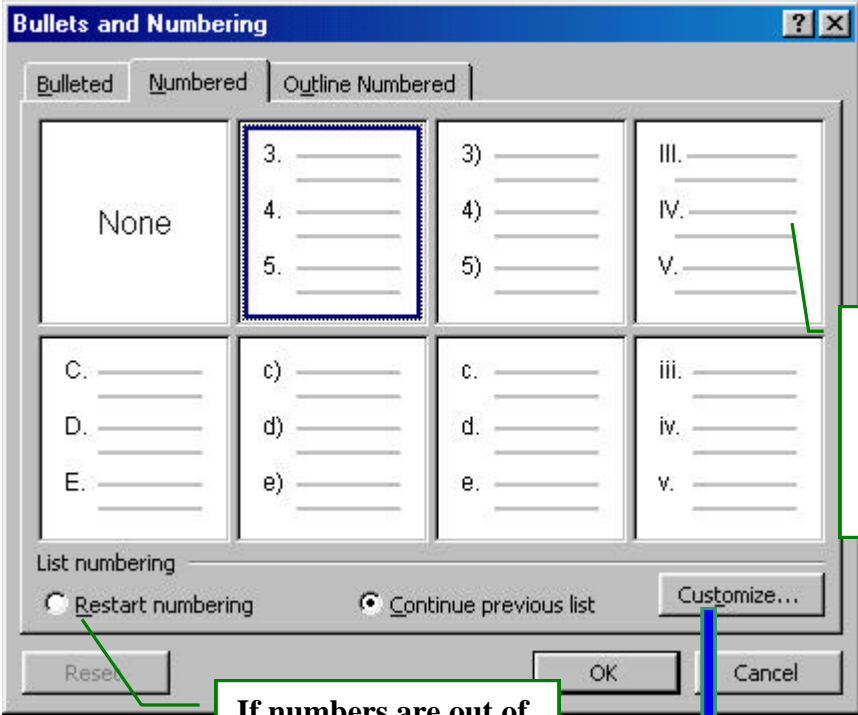 Bullets and Numbering
Bulleted Numbered Outline Numbered
None
3.
4.
5.
3)
4)
5)
III.
IV.
V.
C.
D.
E.
c)
d)
e)
c.
d.
e.
iii.
iv.
v.
List numbering
Restart numbering Continue previous list Customize...
Reset OK Cancel
If numbers are out of